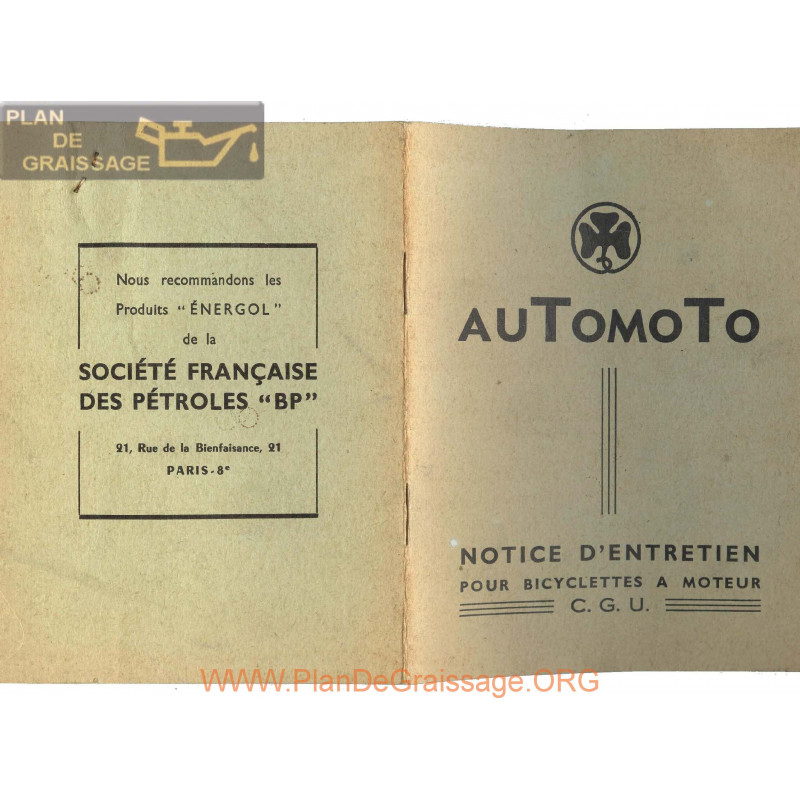 PLAN
DE
GRAISSAGE
Nous recommandons les
Produits "ÉNERGOL"
de la
SOCIÉTÉ FRANÇAISE
DES PÉTROLES "BP"
21, Rue de la Bienfaisance, 21
PARIS-8e
AUTOMOTO
NOTICE D'ENTRETIEN
POUR BICYCLETTES A MOTEUR
C. G. U.
www.PlanDeGraissage.ORG